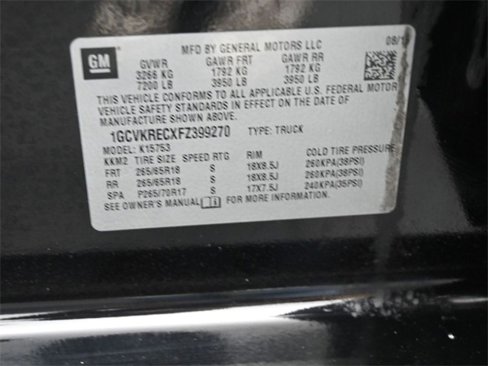 GM
MFD BY GENERAL MOTORS LLC 08/1
GVWR GAWR FRT GAWR RR
3266 KG 1792 KG 1792 KG
7200 LB 3950 LB 3950 LB
THIS VEHICLE CONFORMS TO ALL APPLICABLE U.S. FEDERAL MOTOR
VEHICLE SAFETY STANDARDS IN EFFECT ON THE DATE OF
MANUFACTURE SHOWN ABOVE.
1GCVKRECXFZ399270 TYPE: TRUCK
MODEL: K15753
KKM2 TIRE SIZE SPEED RTG RIM COLD TIRE PRESSURE
FRT 265/65R18 S 18X8.5J 260KPA(38PSI)
RR 265/65R18 S 18X8.5J 260KPA(38PSI)
SPA P265/70R17 S 17X7.5J 240KPA(35PSI)
SEE OWNER'S MANUAL FOR MORE INFORMATION.